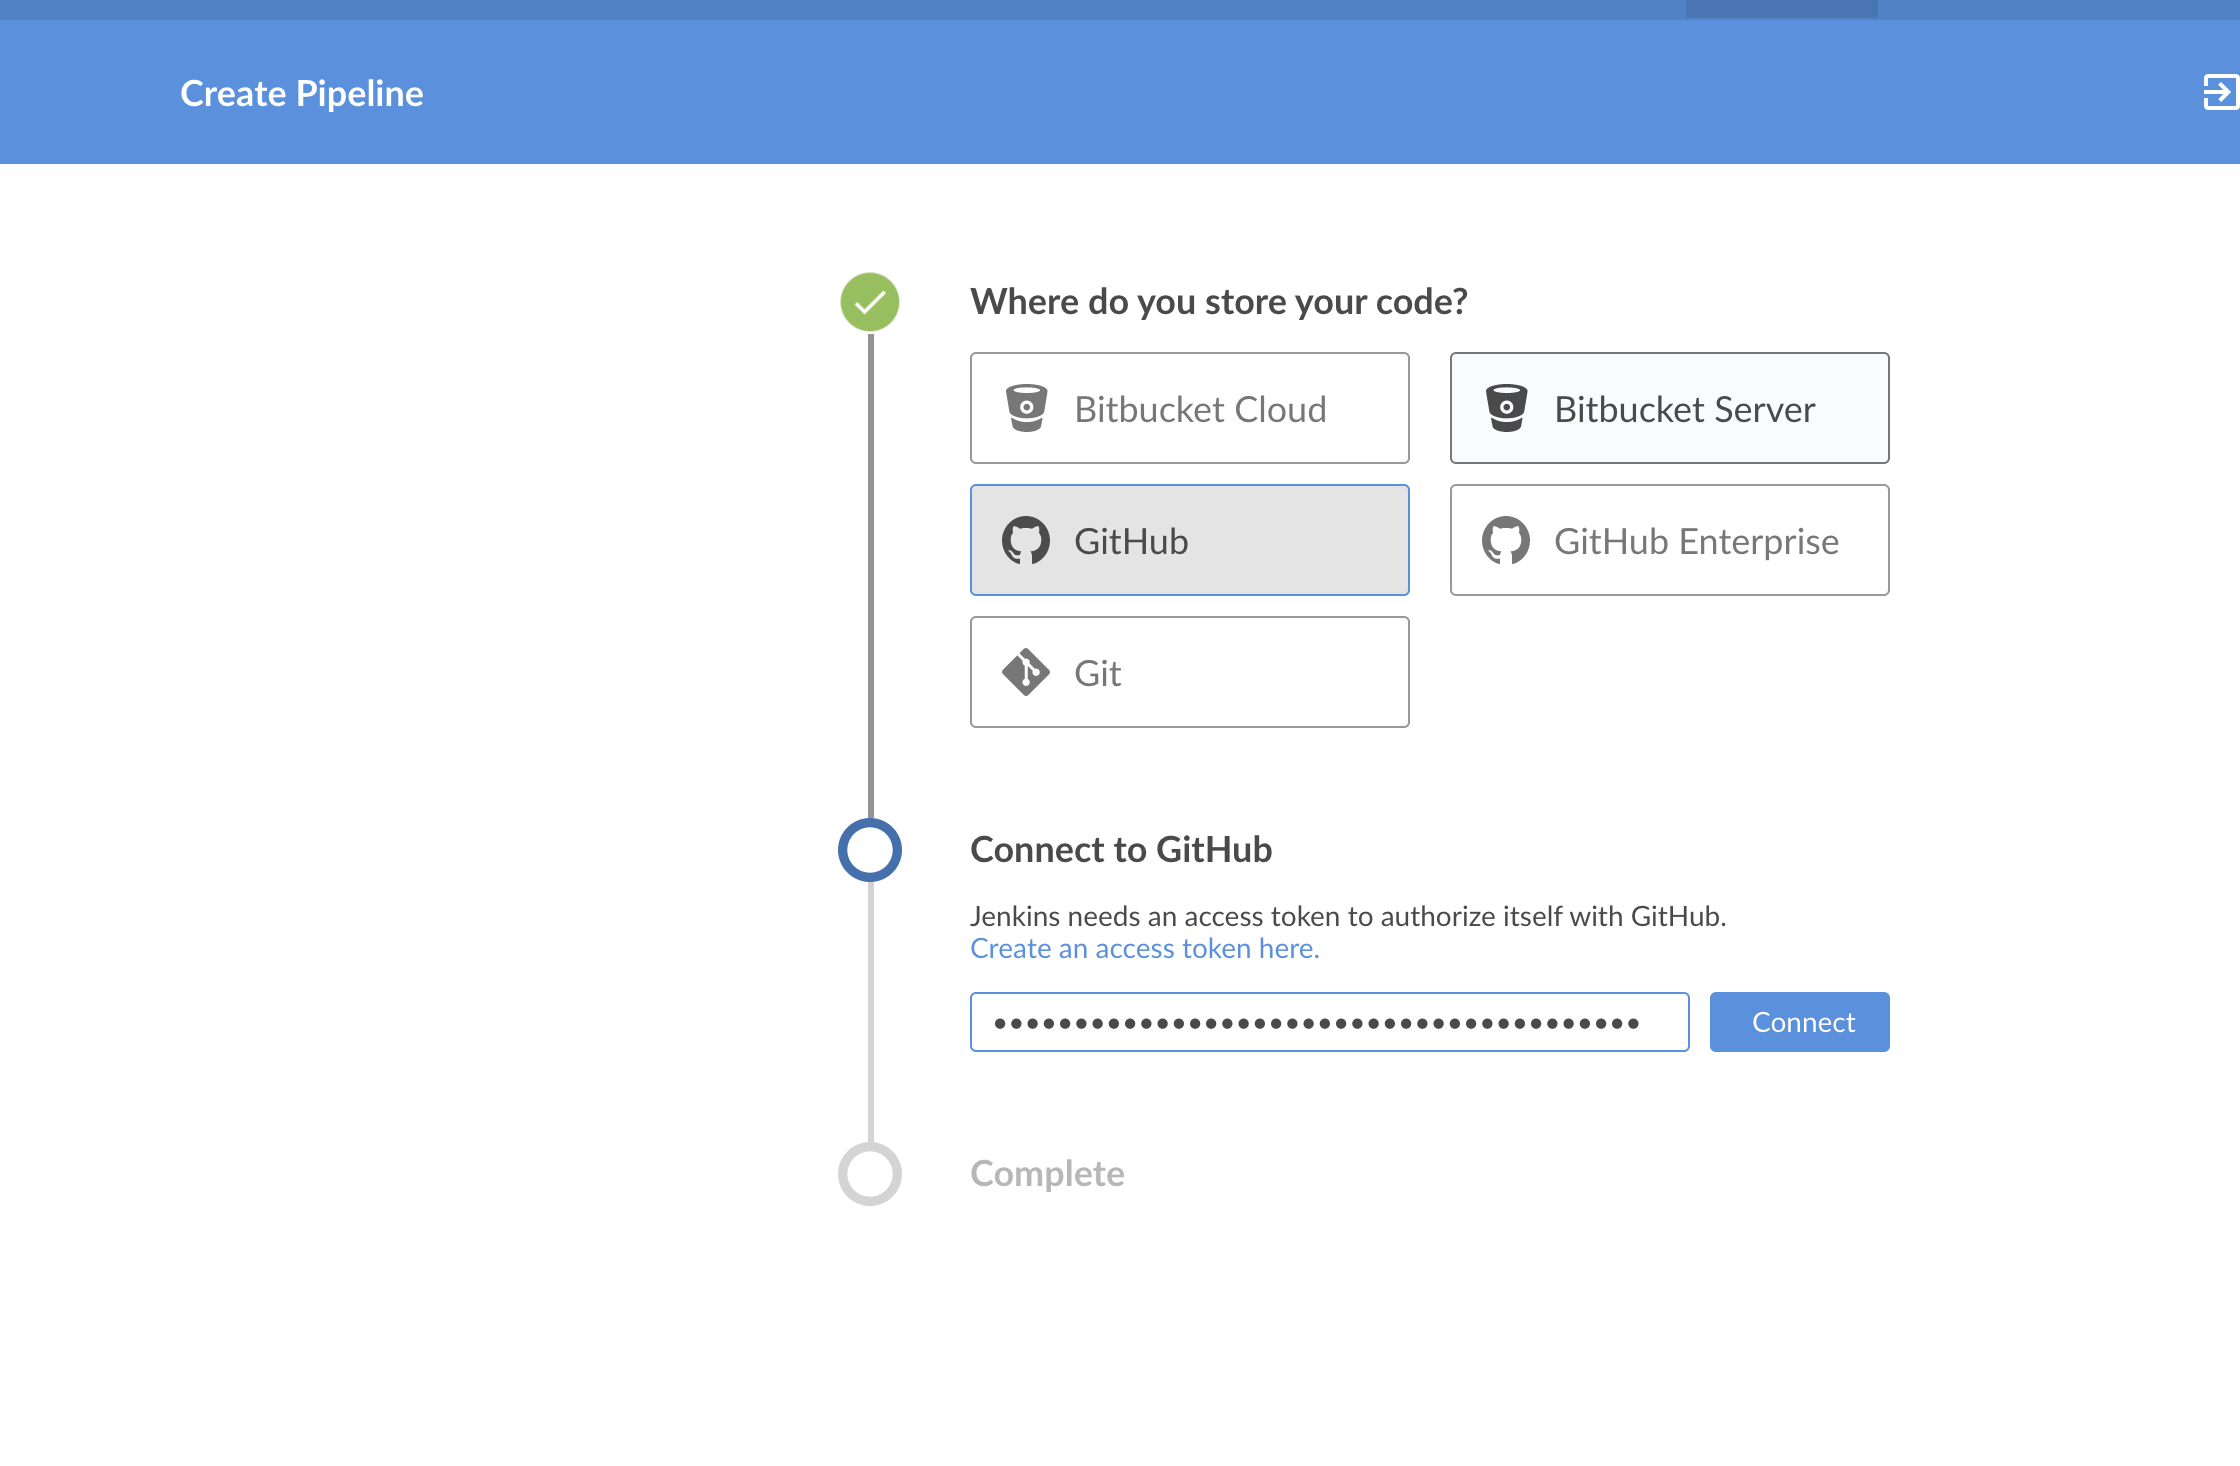 Create Pipeline
Where do you store your code?
Bitbucket Cloud
Bitbucket Server
GitHub
GitHub Enterprise
Git
Connect to GitHub
Jenkins needs an access token to authorize itself with GitHub.
Create an access token here.
••••••••••••••••••••••••••••••••••••••••
Connect
Complete